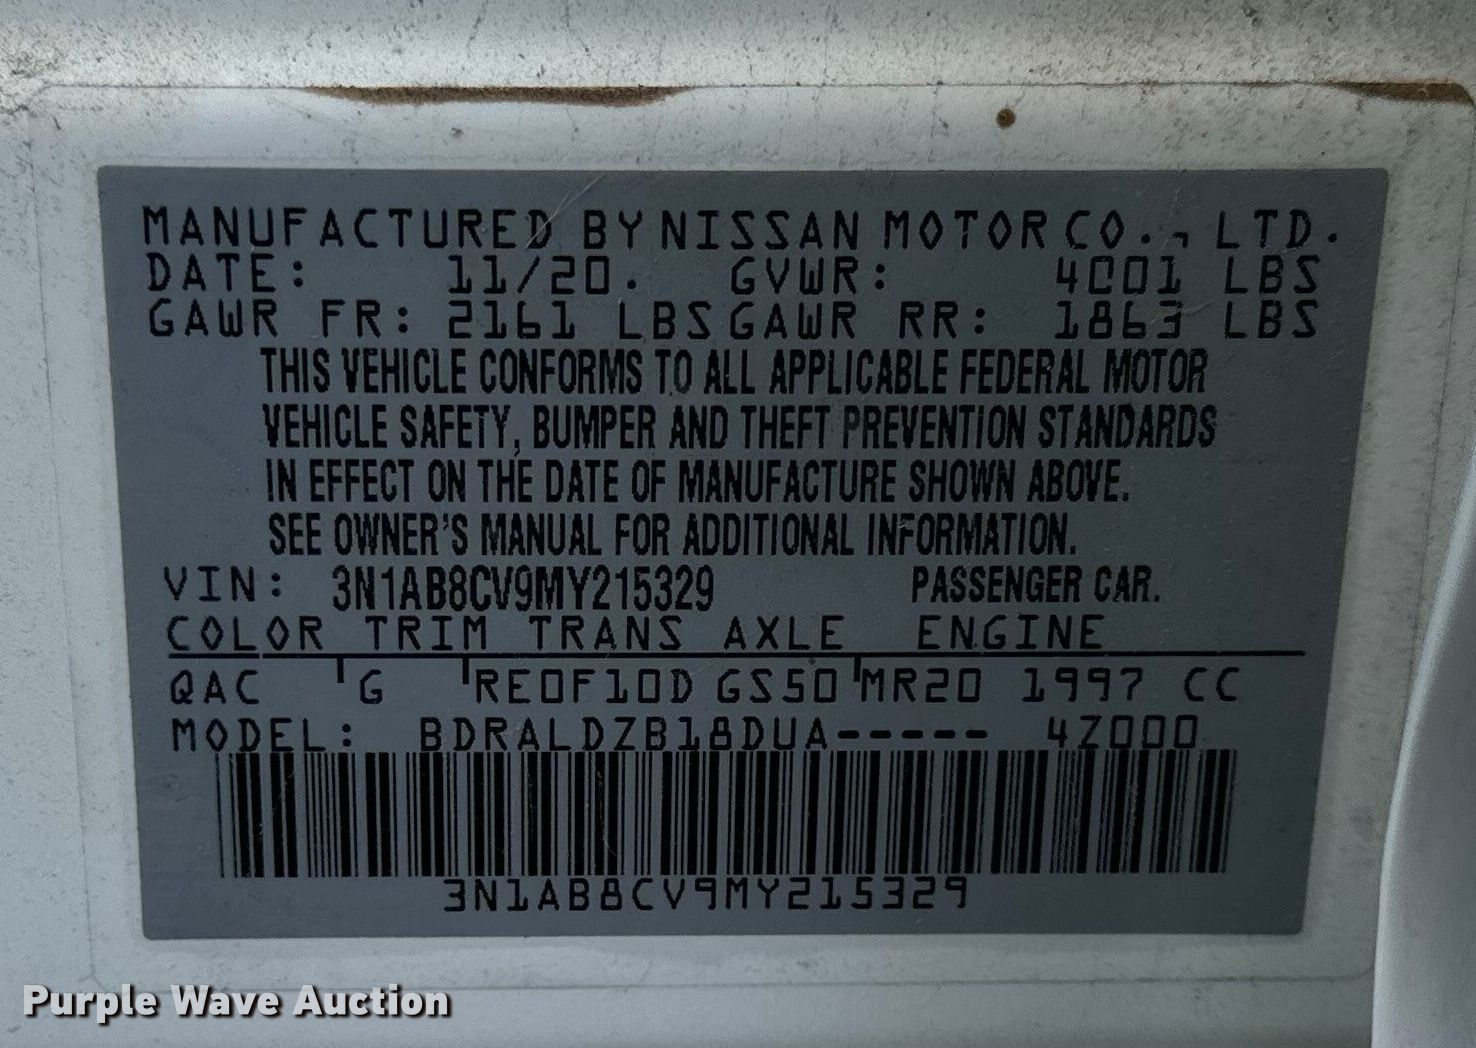 MANUFACTURED BY NISSAN MOTOR CO., LTD.
DATE: 11/20. GVWR: 4001 LBS
GAWR FR: 2161 LBS GAWR RR: 1863 LBS
THIS VEHICLE CONFORMS TO ALL APPLICABLE FEDERAL MOTOR
VEHICLE SAFETY, BUMPER AND THEFT PREVENTION STANDARDS
IN EFFECT ON THE DATE OF MANUFACTURE SHOWN ABOVE.
SEE OWNER'S MANUAL FOR ADDITIONAL INFORMATION.
VIN: 3N1AB8CV9MY215329 PASSENGER CAR.
COLOR TRIM TRANS AXLE ENGINE
QAC G RE0F10D GS50 MR20 1997 CC
MODEL: BDRALDZB18DUA----- 4Z000
3N1AB8CV9MY215329
Purple Wave Auction